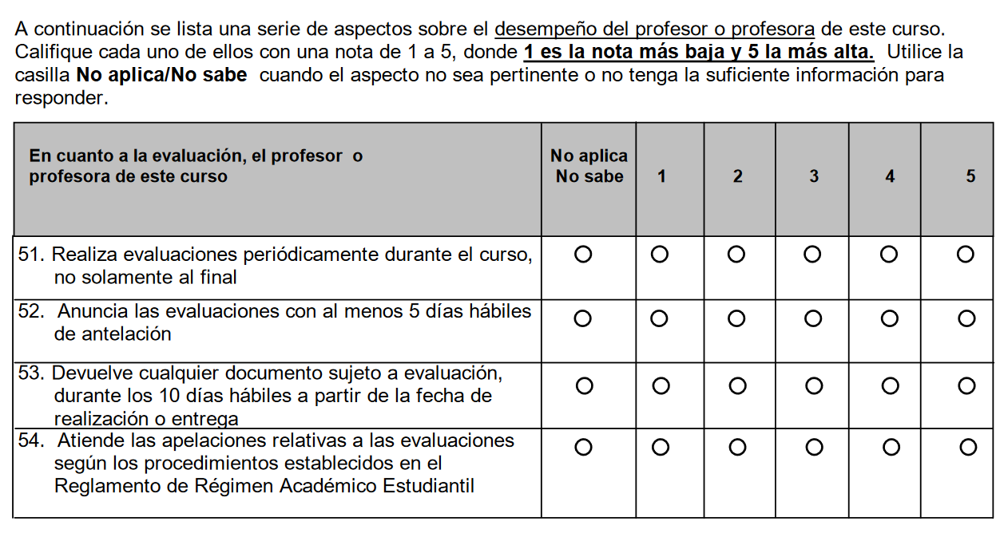 A continuación se lista una serie de aspectos sobre el desempeño del profesor o profesora de este curso.
Califique cada uno de ellos con una nota de 1 a 5, donde 1 es la nota más baja y 5 la más alta. Utilice la
casilla No aplica/No sabe cuando el aspecto no sea pertinente o no tenga la suficiente información para
responder.
En cuanto a la evaluación, el profesor o
profesora de este curso
No aplica
No sabe
1 2 3 4 5
51. Realiza evaluaciones periódicamente durante el curso,
no solamente al final
52. Anuncia las evaluaciones con al menos 5 días hábiles
de antelación
53. Devuelve cualquier documento sujeto a evaluación,
durante los 10 días hábiles a partir de la fecha de
realización o entrega
54. Atiende las apelaciones relativas a las evaluaciones
según los procedimientos establecidos en el
Reglamento de Régimen Académico Estudiantil